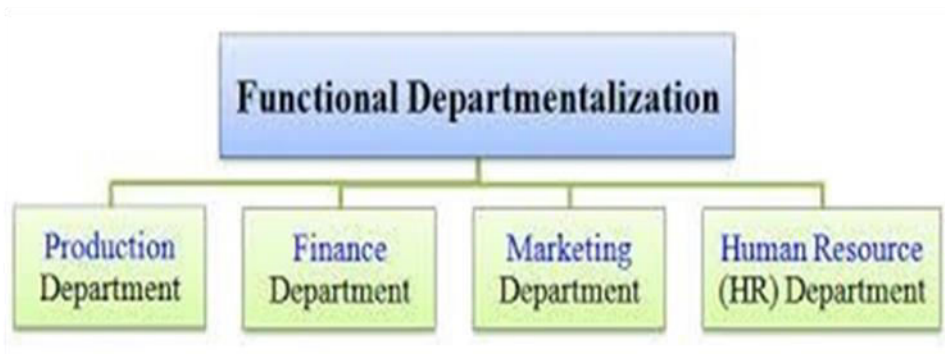 Functional Departmentalization
Production
Department
Finance
Department
Marketing
Department
Human Resource
(HR) Department